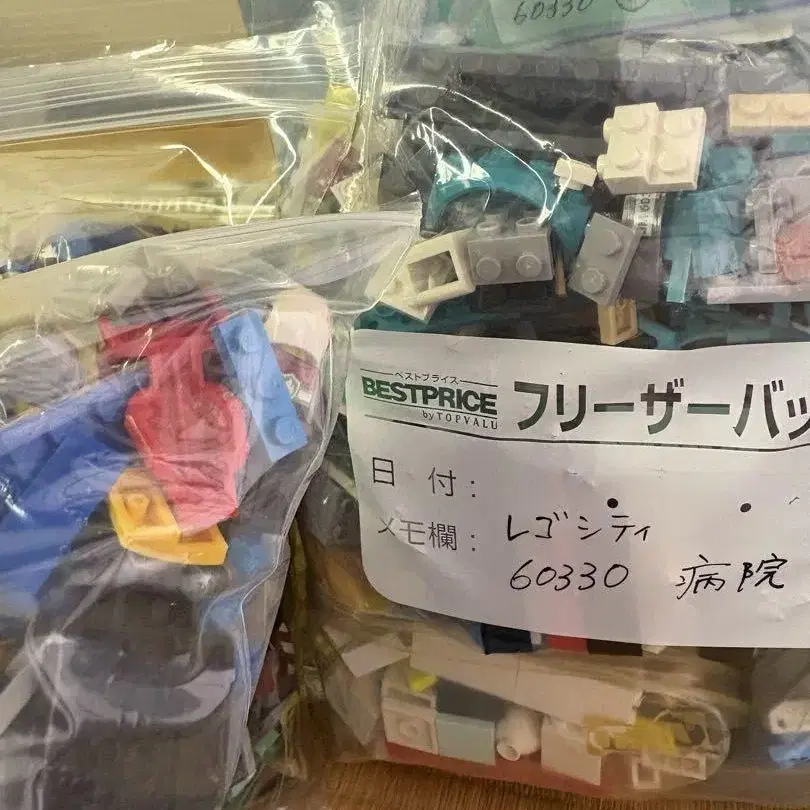 60330
ベストプライス
BESTPRICE
by TOPVALU
フリーザーバッ
日 付:
メモ欄: レゴシティ
60330 病院